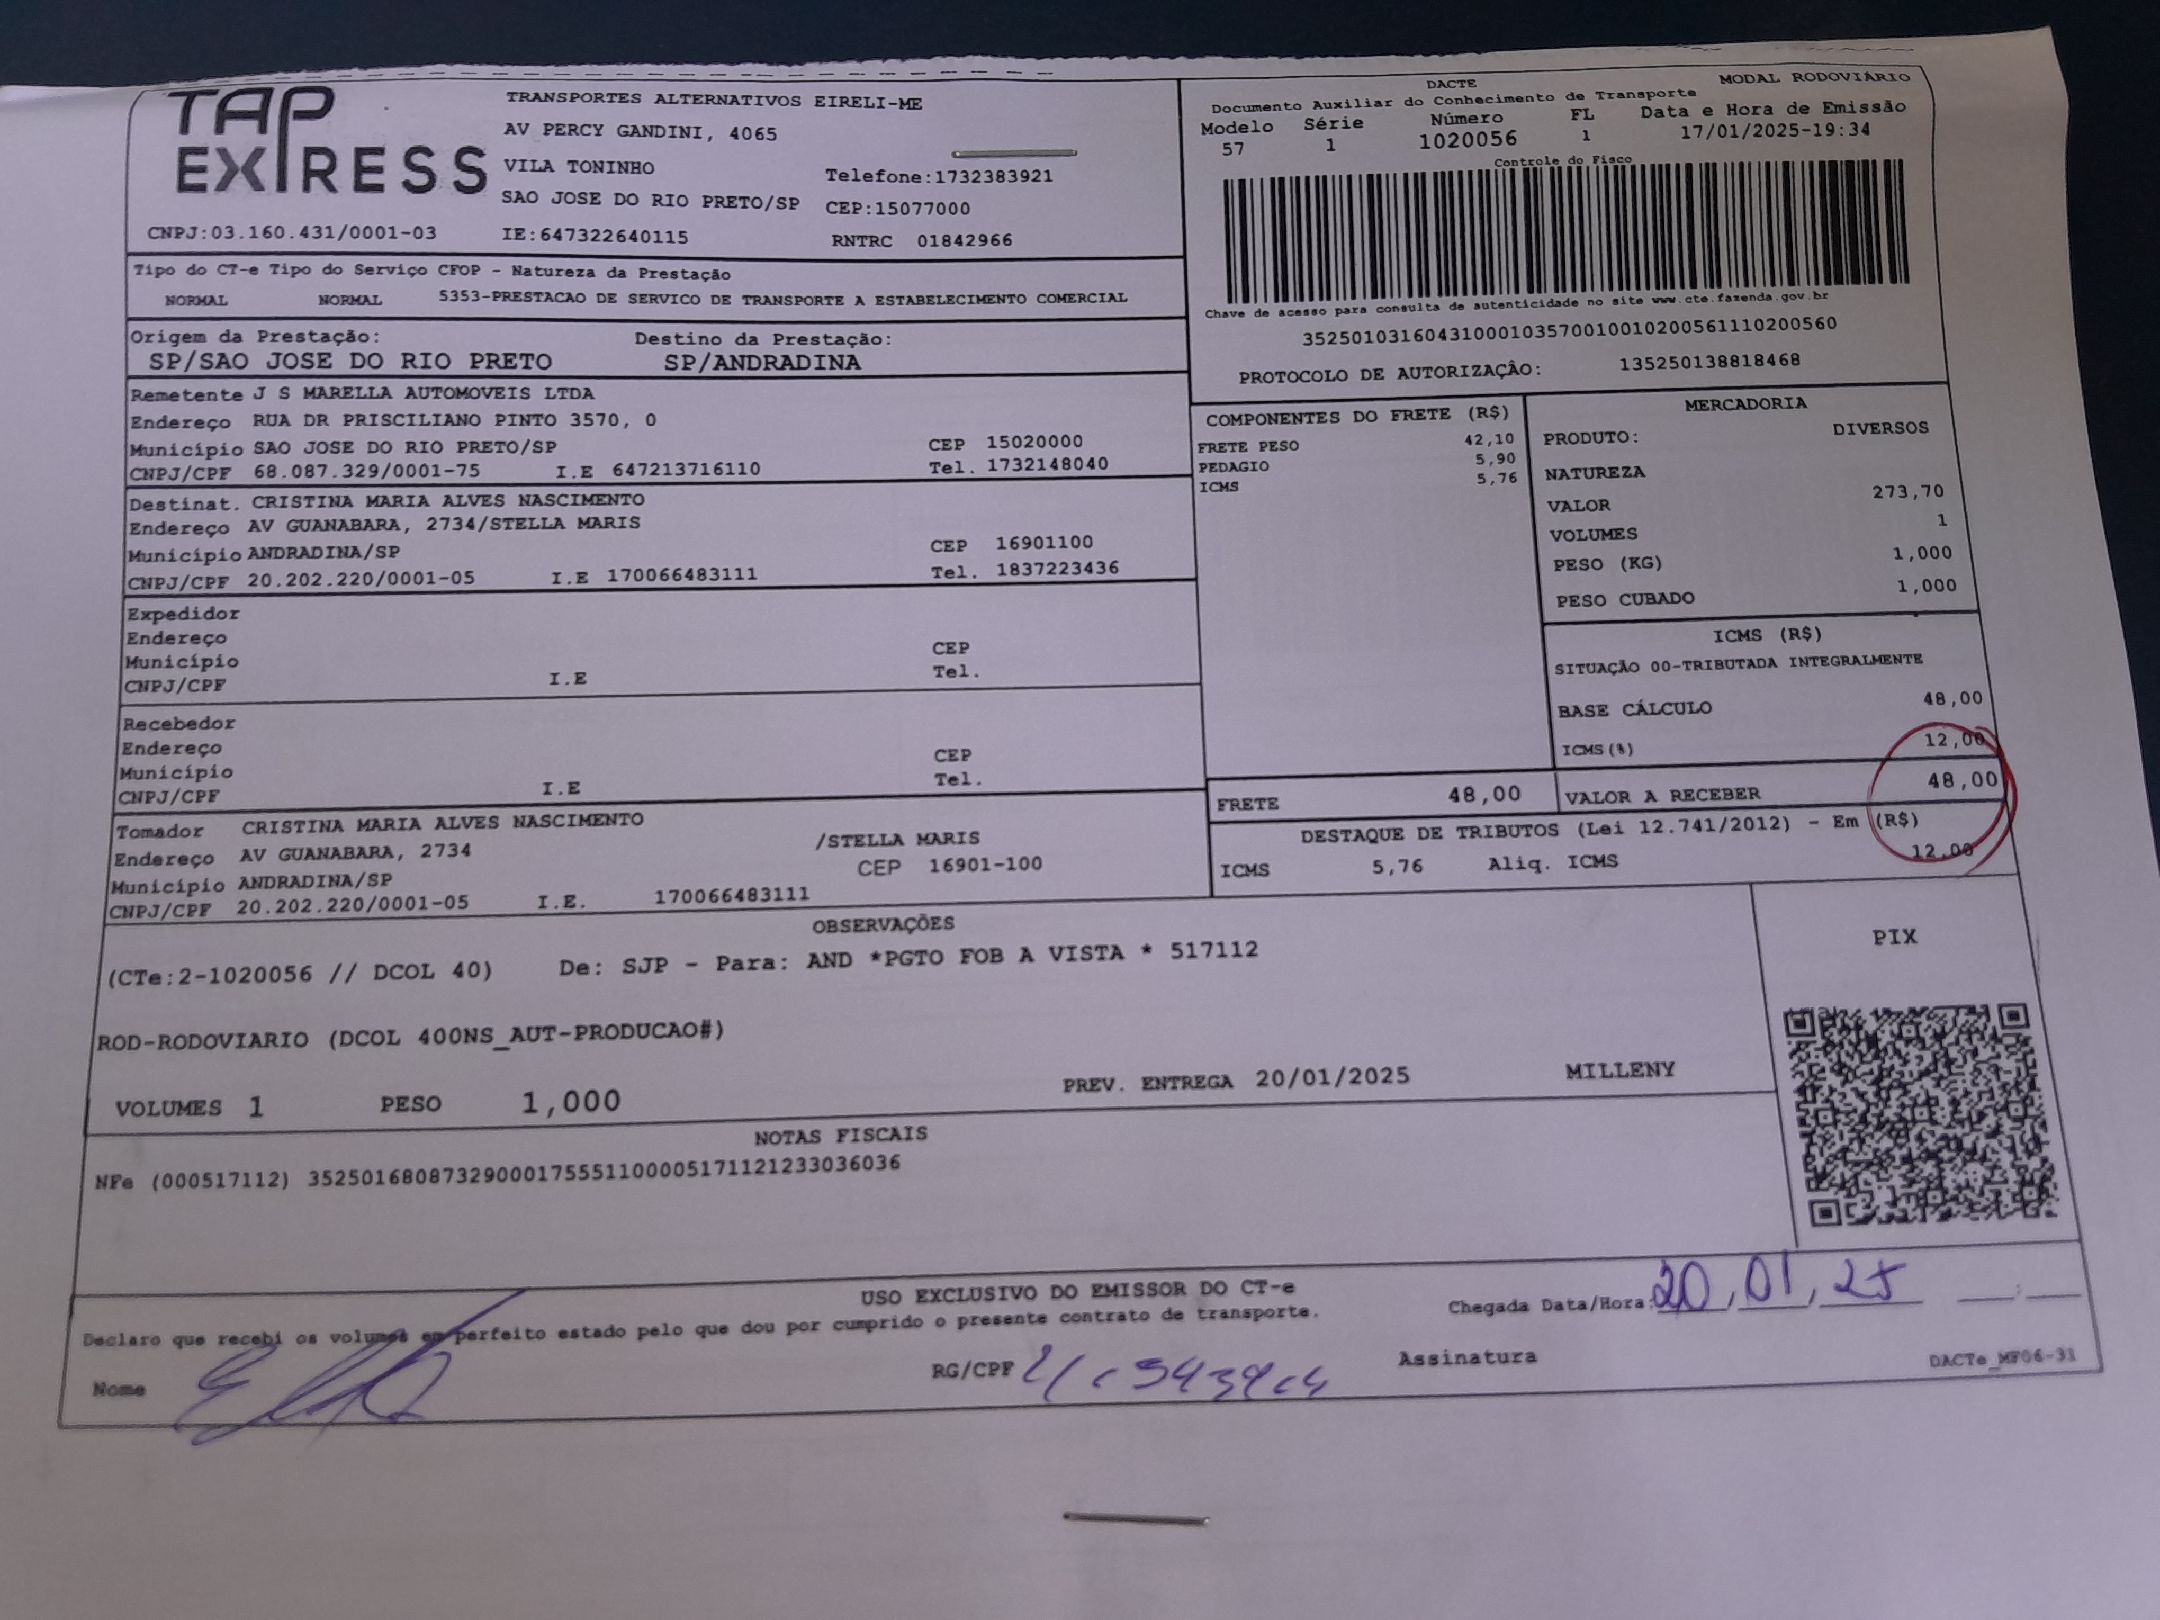 TAP EXPRESS
TRANSPORTES ALTERNATIVOS EIRELI-ME
AV PERCY GANDINI, 4065
VILA TONINHO
Telefone:1732383921
SAO JOSE DO RIO PRETO/SP CEP:15077000
CNPJ:03.160.431/0001-03 IE:647322640115 RNTRC 01842966
DACTE MODAL RODOVIÁRIO
Documento Auxiliar do Conhecimento de Transporte
Modelo Série Número FL Data e Hora de Emissão
57 1 1020056 1 17/01/2025-19:34
Controle do Fisco
Chave de acesso para consulta de autenticidade no site www.cte.fazenda.gov.br
35250103160431000103570010010200561110200560
PROTOCOLO DE AUTORIZAÇÂO: 135250138818468
Tipo do CT-e Tipo do Serviço CFOP - Natureza da Prestação
NORMAL NORMAL 5353-PRESTACAO DE SERVICO DE TRANSPORTE A ESTABELECIMENTO COMERCIAL
Origem da Prestação: Destino da Prestação:
SP/SAO JOSE DO RIO PRETO SP/ANDRADINA
Remetente J S MARELLA AUTOMOVEIS LTDA
Endereço RUA DR PRISCILIANO PINTO 3570, 0
Município SAO JOSE DO RIO PRETO/SP CEP 15020000
CNPJ/CPF 68.087.329/0001-75 I.E 647213716110 Tel. 1732148040
Destinat. CRISTINA MARIA ALVES NASCIMENTO
Endereço AV GUANABARA, 2734/STELLA MARIS
Município ANDRADINA/SP CEP 16901100
CNPJ/CPF 20.202.220/0001-05 I.E 170066483111 Tel. 1837223436
Expedidor
Endereço
Município CEP
CNPJ/CPF I.E Tel.
Recebedor
Endereço
Município CEP
CNPJ/CPF I.E Tel.
Tomador CRISTINA MARIA ALVES NASCIMENTO
Endereço AV GUANABARA, 2734 /STELLA MARIS
Município ANDRADINA/SP CEP 16901-100
CNPJ/CPF 20.202.220/0001-05 I.E. 170066483111
COMPONENTES DO FRETE (R$)
FRETE PESO 42,10
PEDAGIO 5,90
ICMS 5,76
MERCADORIA
PRODUTO: DIVERSOS
NATUREZA
VALOR 273,70
VOLUMES 1
PESO (KG) 1,000
PESO CUBADO 1,000
ICMS (R$)
SITUAÇÃO 00-TRIBUTADA INTEGRALMENTE
BASE CÁLCULO 48,00
ICMS(%) 12,00
FRETE 48,00 VALOR A RECEBER 48,00
DESTAQUE DE TRIBUTOS (Lei 12.741/2012) - Em (R$)
ICMS 5,76 Aliq. ICMS 12,00
OBSERVAÇÕES
(CTe:2-1020056 // DCOL 40) De: SJP - Para: AND *PGTO FOB A VISTA * 517112
ROD-RODOVIARIO (DCOL 400NS_AUT-PRODUCAO#)
VOLUMES 1 PESO 1,000 PREV. ENTREGA 20/01/2025 MILLENY
PIX
NOTAS FISCAIS
NFe (000517112) 35250168087329000175551100005171121233036036
USO EXCLUSIVO DO EMISSOR DO CT-e
Declaro que recebi os volumes em perfeito estado pelo que dou por cumprido o presente contrato de transporte.
Chegada Data/Hora: 20,01,25
Nome RG/CPF Assinatura DACTe_MF06-31